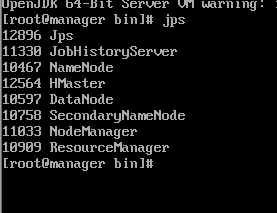 OpenJDK 64-Bit Server VM warning:
[root@manager bin]# jps
12896 Jps
11330 JobHistoryServer
10467 NameNode
12564 HMaster
10597 DataNode
10758 SecondaryNameNode
11033 NodeManager
10909 ResourceManager
[root@manager bin]#